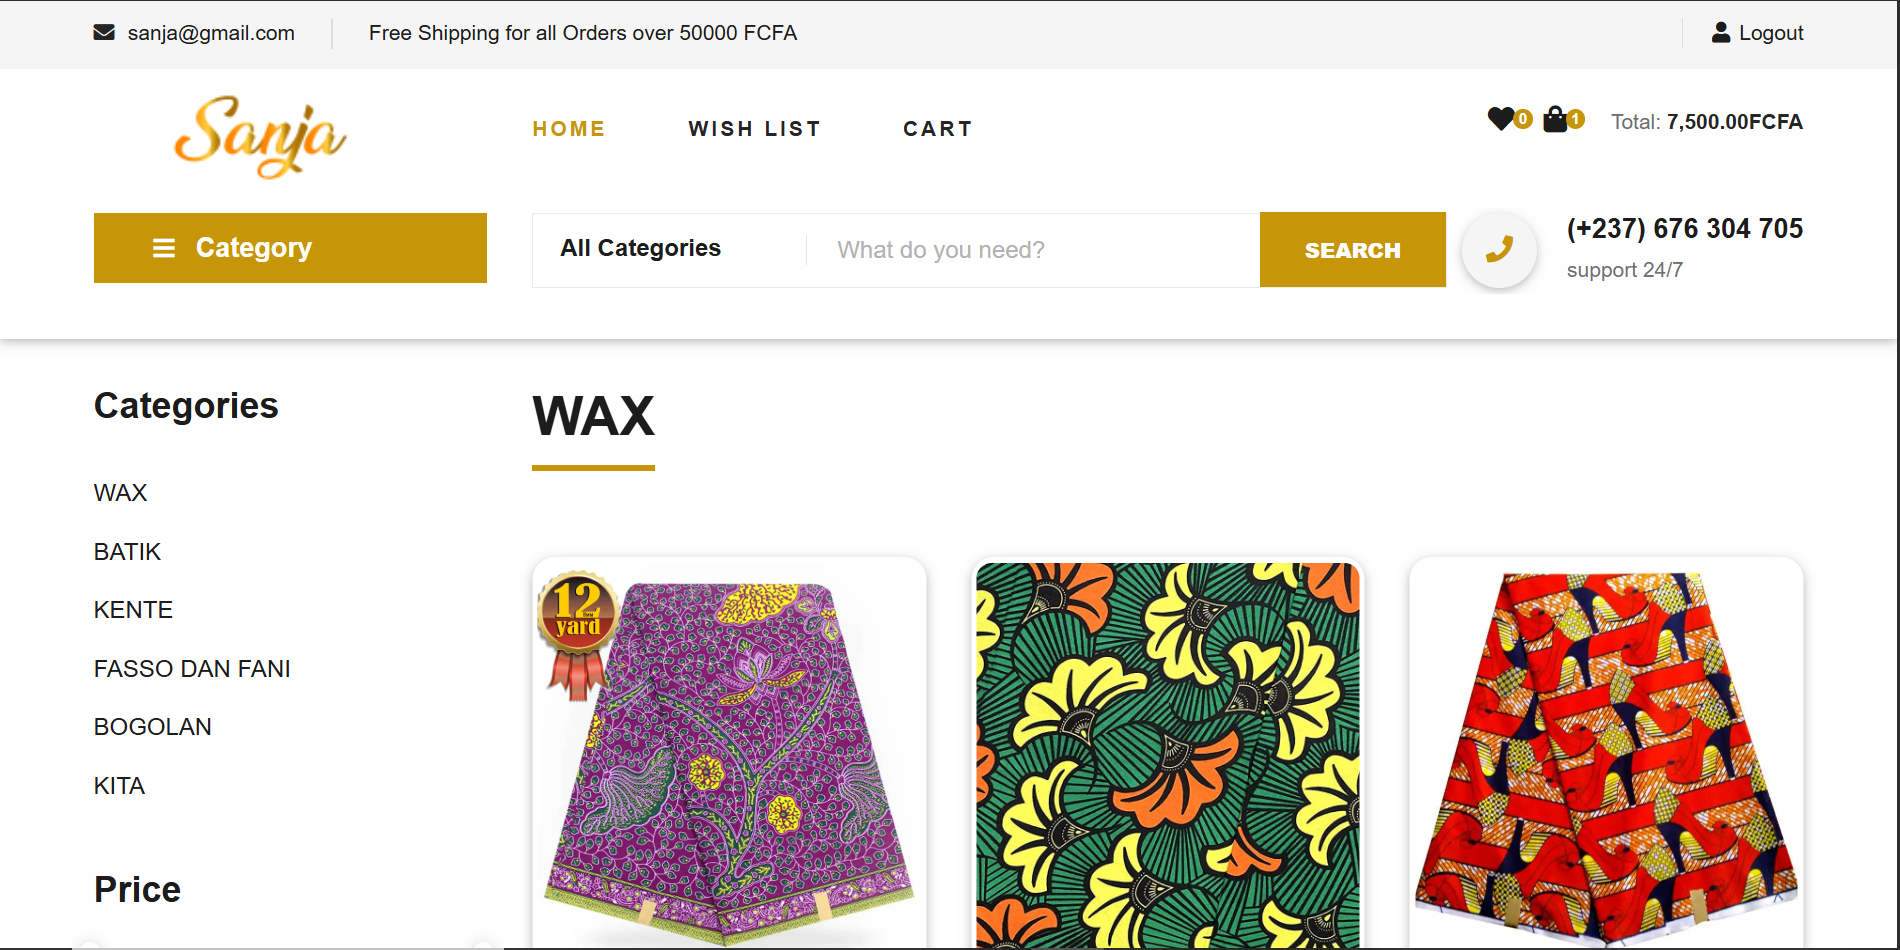 sanja@gmail.com
Free Shipping for all Orders over 50000 FCFA
Logout
Sanja
HOME
WISH LIST
CART
0
1
Total: 7,500.00FCFA
Category
All Categories
What do you need?
SEARCH
(+237) 676 304 705
support 24/7
Categories
WAX
BATIK
KENTE
FASSO DAN FANI
BOGOLAN
KITA
Price
WAX
12
yard